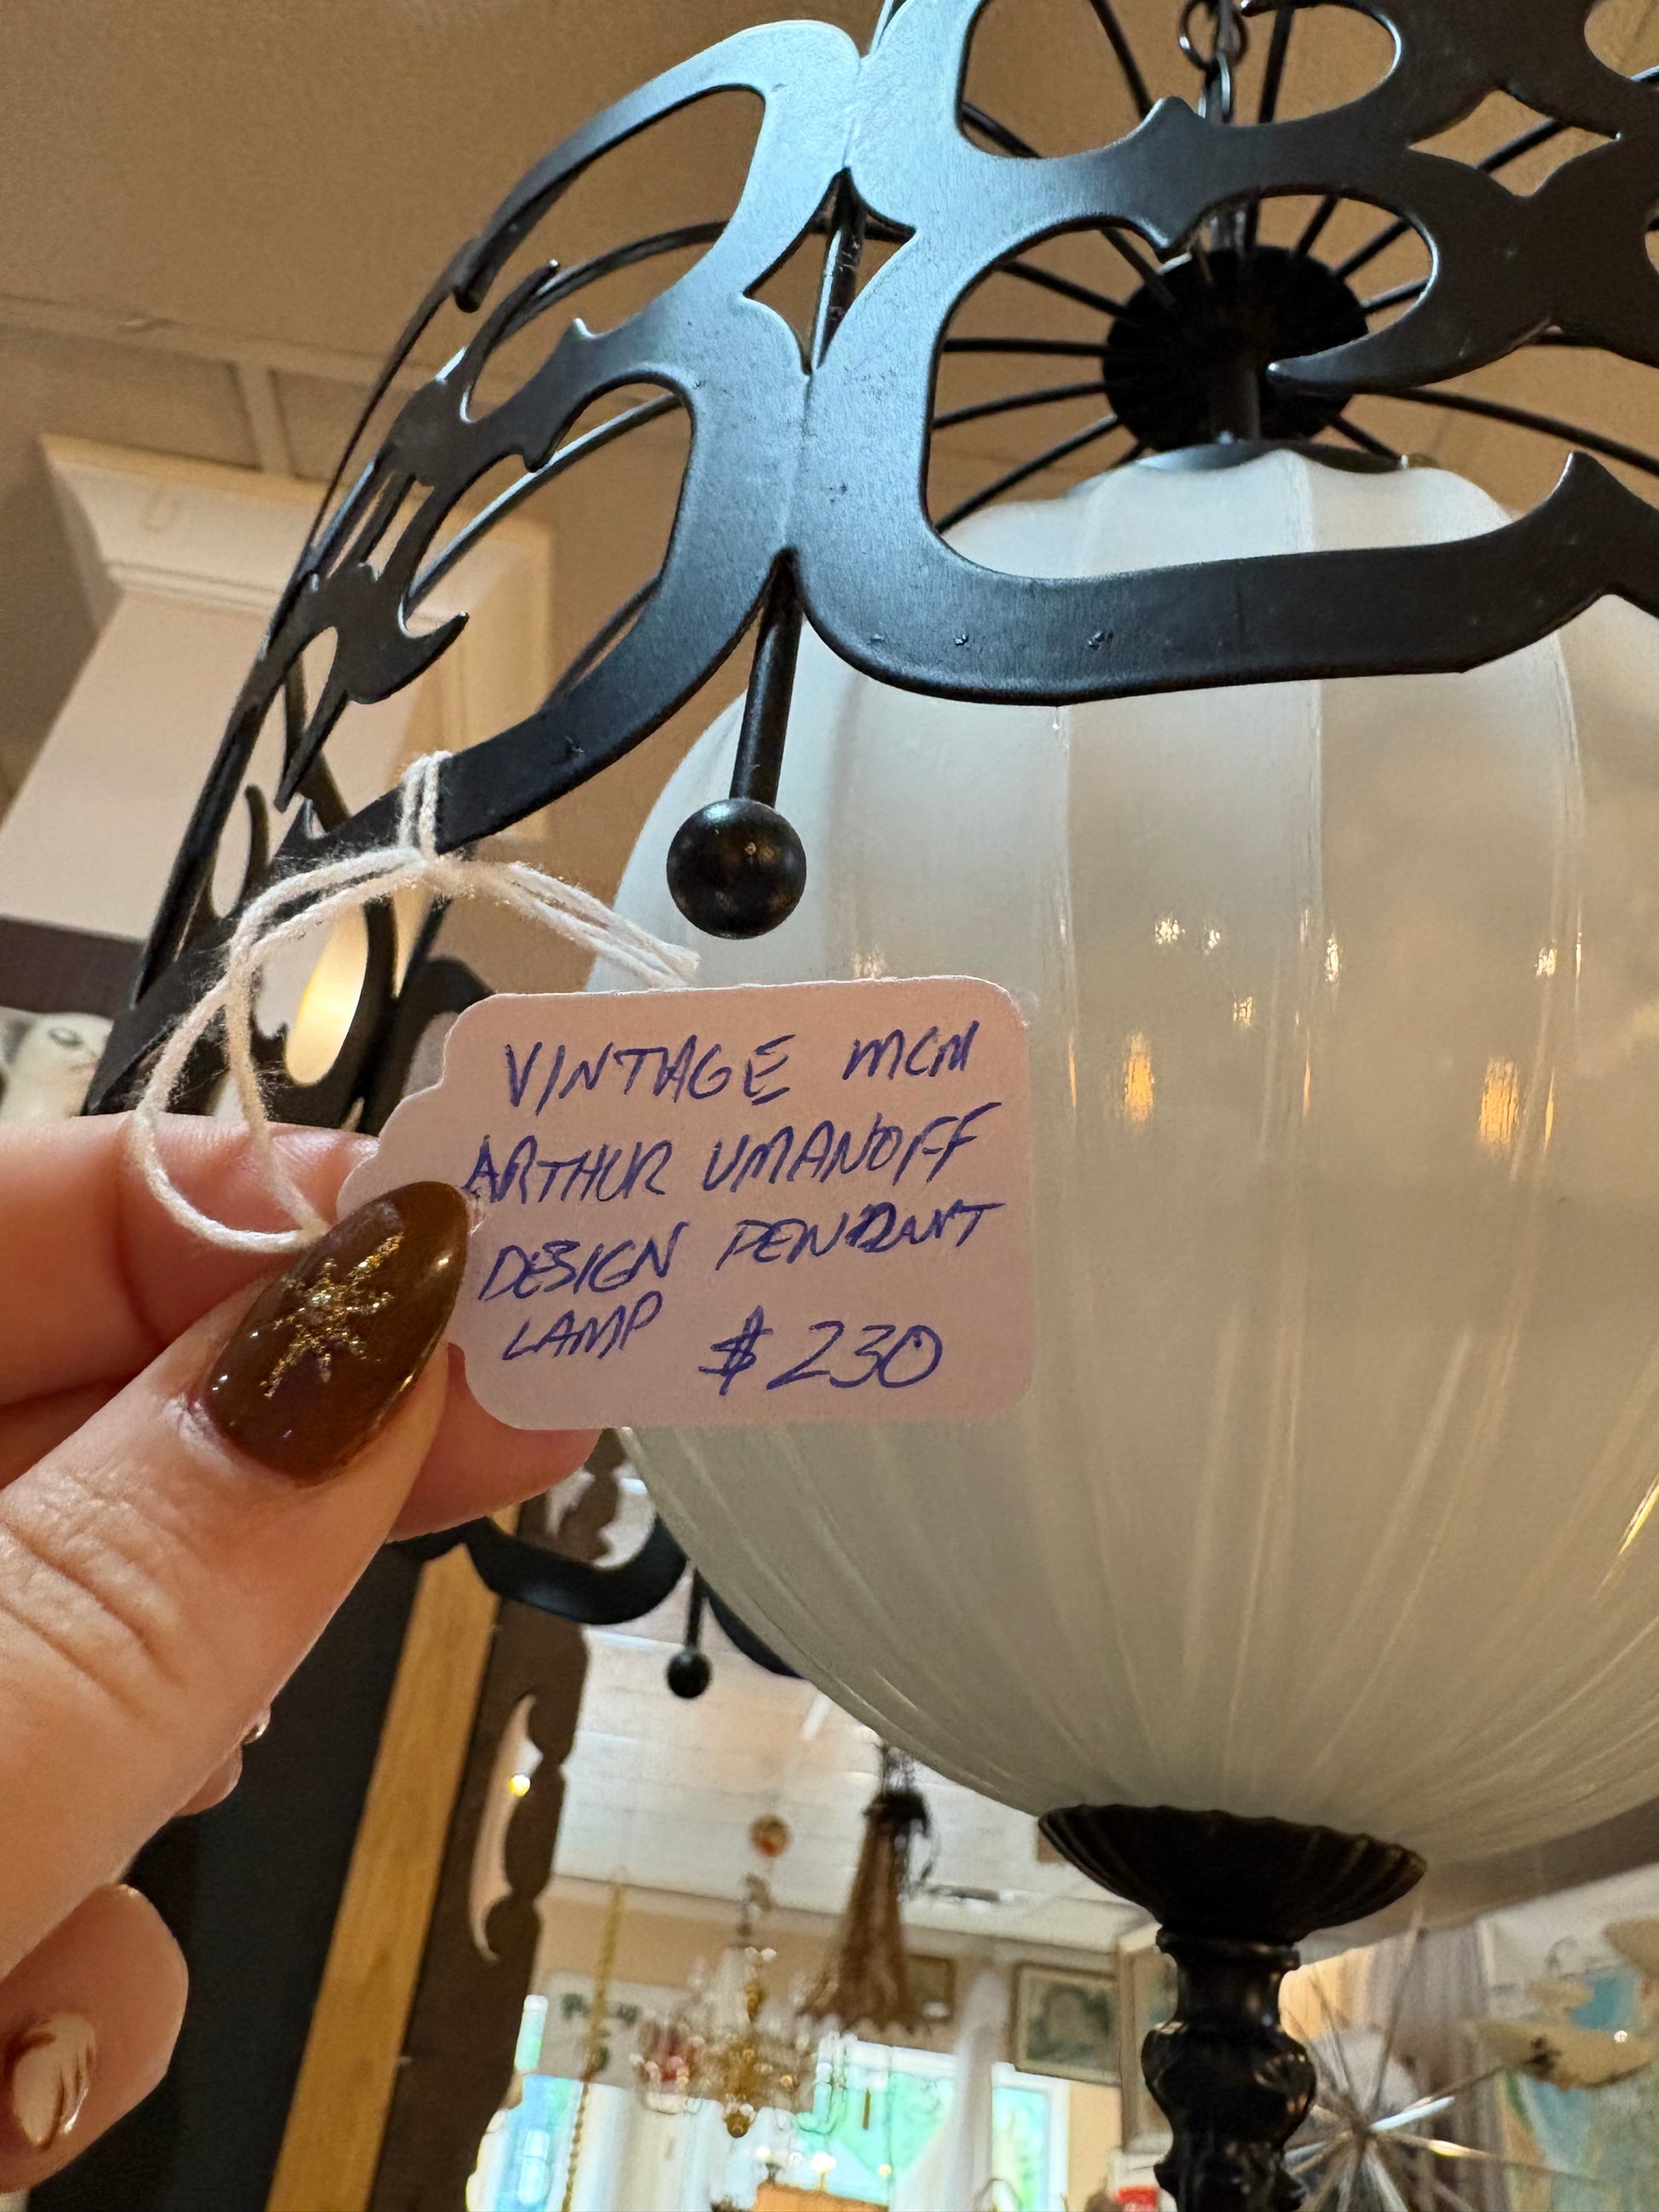 VINTAGE MCM
ARTHUR UMANOFF
DESIGN PENDANT
LAMP $230